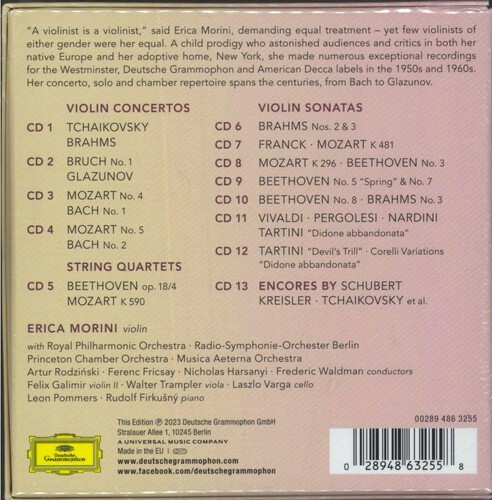 "A violinist is a violinist," said Erica Morini, demanding equal treatment – yet few violinists
of either gender were her equal. A child prodigy who astonished audiences and critics in both her
native Europe and her adoptive home, New York, she made numerous exceptional recordings
for the Westminster, Deutsche Grammophon and American Decca labels in the 1950s and 1960s.
Her concerto, solo and chamber repertoire spans the centuries, from Bach to Glazunov.
VIOLIN CONCERTOS
CD 1 TCHAIKOVSKY
BRAHMS
CD 2 BRUCH No. 1
GLAZUNOV
CD 3 MOZART No. 4
BACH No. 1
CD 4 MOZART No. 5
BACH No. 2
STRING QUARTETS
CD 5 BEETHOVEN op. 18/4
MOZART K 590
VIOLIN SONATAS
CD 6 BRAHMS Nos. 2 & 3
CD 7 FRANCK · MOZART K 481
CD 8 MOZART K 296 · BEETHOVEN No. 3
CD 9 BEETHOVEN No. 5 "Spring" & No. 7
CD 10 BEETHOVEN No. 8 · BRAHMS No. 3
CD 11 VIVALDI · PERGOLESI · NARDINI
TARTINI "Didone abbandonata"
CD 12 TARTINI "Devil's Trill" · Corelli Variations
"Didone abbandonata"
CD 13 ENCORES BY SCHUBERT
KREISLER · TCHAIKOVSKY et al.
ERICA MORINI violin
with Royal Philharmonic Orchestra · Radio-Symphonie-Orchester Berlin
Princeton Chamber Orchestra · Musica Aeterna Orchestra
Artur Rodziński · Ferenc Fricsay · Nicholas Harsanyi · Frederic Waldman conductors
Felix Galimir violin II · Walter Trampler viola · Laszlo Varga cello
Leon Pommers · Rudolf Firkušný piano
Deutsche
Grammophon
This Edition ℗ 2023 Deutsche Grammophon GmbH
Stralauer Allee 1, 10245 Berlin
A UNIVERSAL MUSIC COMPANY
Made in the EU
www.deutschegrammophon.com
www.facebook.com/deutschegrammophon
00289 486 3255
0 28948 63255 8